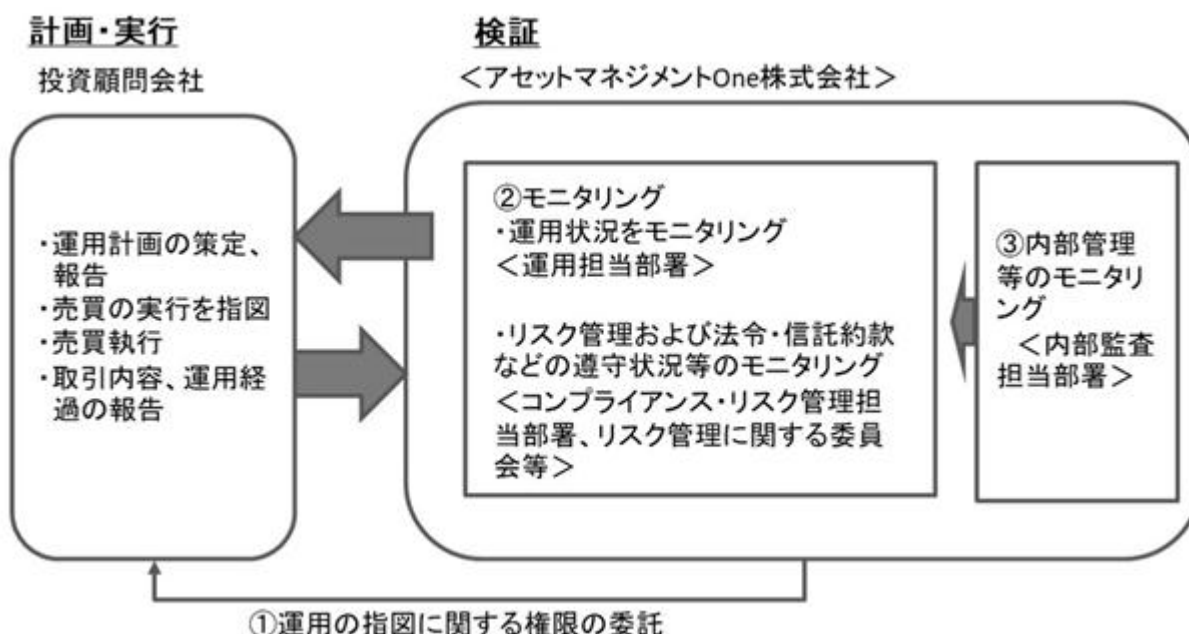 計画・実行
投資顧問会社
・運用計画の策定、
報告
・売買の実行を指図
・売買執行
・取引内容、運用経
過の報告
検証
＜アセットマネジメントOne株式会社＞
②モニタリング
・運用状況をモニタリング
＜運用担当部署＞
・リスク管理および法令・信託約款
などの遵守状況等のモニタリング
＜コンプライアンス・リスク管理担
当部署、リスク管理に関する委員
会等＞
③内部管理
等のモニタリ
ング
＜内部監査
担当部署＞
①運用の指図に関する権限の委託